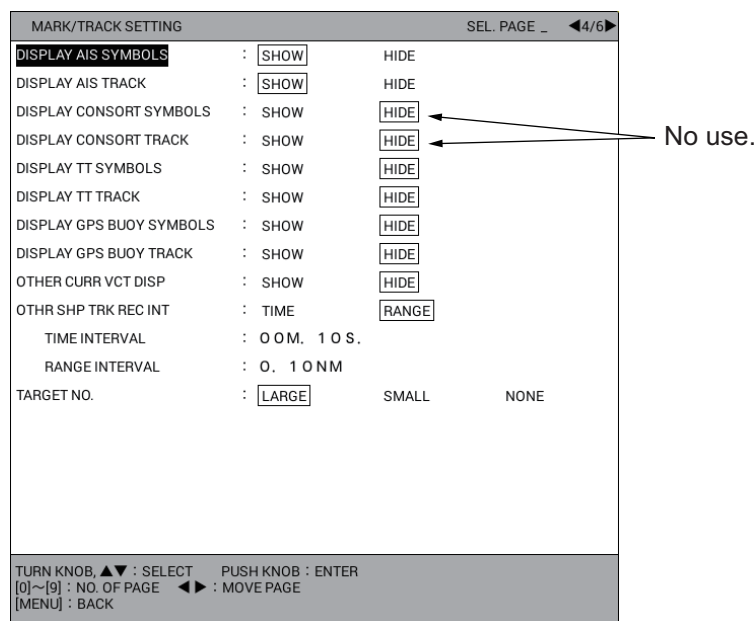 MARK/TRACK SETTING SEL. PAGE _ ◀4/6▶
DISPLAY AIS SYMBOLS : SHOW HIDE
DISPLAY AIS TRACK : SHOW HIDE
DISPLAY CONSORT SYMBOLS : SHOW HIDE
DISPLAY CONSORT TRACK : SHOW HIDE
No use.
DISPLAY TT SYMBOLS : SHOW HIDE
DISPLAY TT TRACK : SHOW HIDE
DISPLAY GPS BUOY SYMBOLS : SHOW HIDE
DISPLAY GPS BUOY TRACK : SHOW HIDE
OTHER CURR VCT DISP : SHOW HIDE
OTHR SHP TRK REC INT : TIME RANGE
TIME INTERVAL : 00M. 10S.
RANGE INTERVAL : 0. 10NM
TARGET NO. : LARGE SMALL NONE
TURN KNOB, ▲▼ : SELECT PUSH KNOB : ENTER
[0]～[9] : NO. OF PAGE ◀ ▶ : MOVE PAGE
[MENU] : BACK